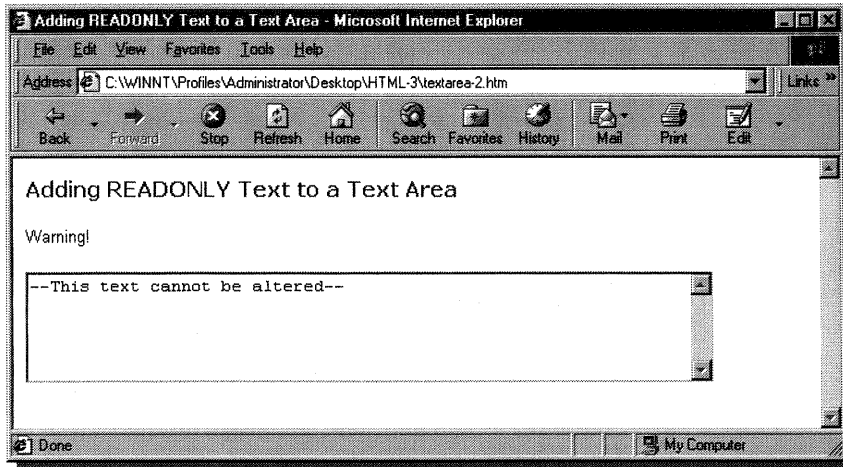 Adding READONLY Text to a Text Area - Microsoft Internet Explorer
File Edit View Favorites Tools Help
Address C:\WINNT\Profiles\Administrator\Desktop\HTML-3\textarea-2.htm Links »
Back Forward Stop Refresh Home Search Favorites History Mail Print Edit
Adding READONLY Text to a Text Area
Warning!
--This text cannot be altered--
Done My Computer